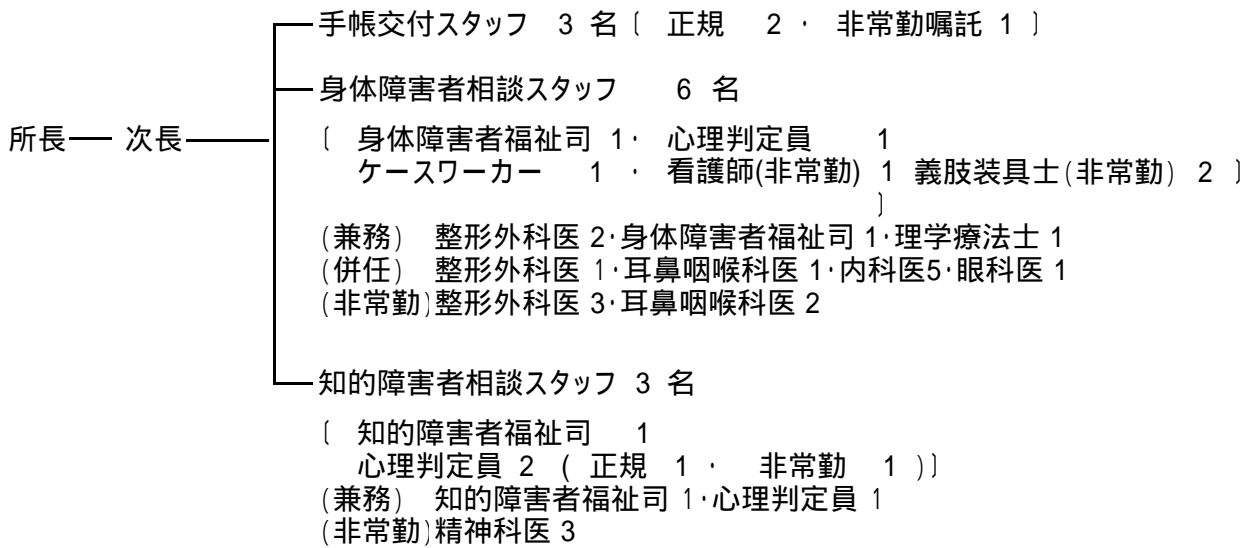 手帳交付スタッフ 3 名〔 正規 2 ・ 非常勤嘱託 1 〕
身体障害者相談スタッフ 6 名
所長 次長
〔 身体障害者福祉司 1・ 心理判定員 1
ケースワーカー 1 ・ 看護師(非常勤) 1 義肢装具士(非常勤) 2 〕
〕
(兼務) 整形外科医 2・身体障害者福祉司 1・理学療法士 1
(併任) 整形外科医 1・耳鼻咽喉科医 1・内科医5・眼科医 1
(非常勤)整形外科医 3・耳鼻咽喉科医 2
知的障害者相談スタッフ 3 名
〔 知的障害者福祉司 1
心理判定員 2 ( 正規 1 ・ 非常勤 1 )〕
(兼務) 知的障害者福祉司 1・心理判定員 1
(非常勤)精神科医 3